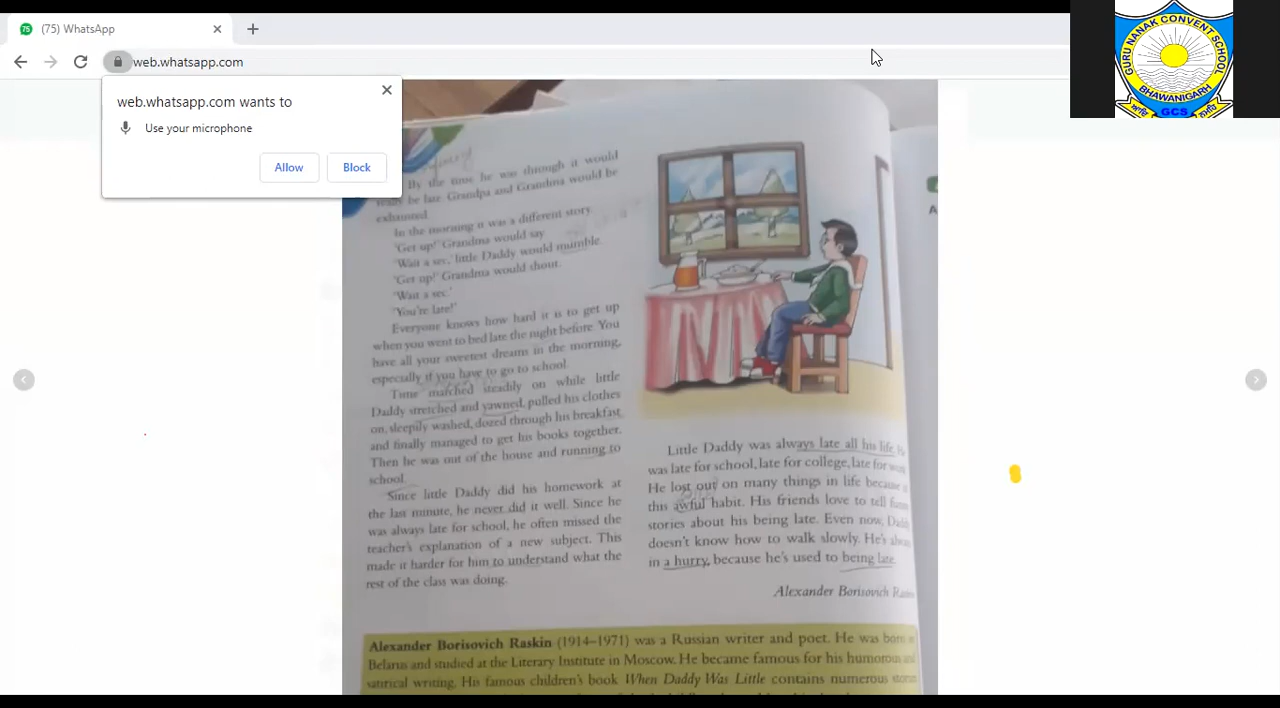 (75) WhatsApp
web.whatsapp.com
web.whatsapp.com wants to
Use your microphone
Allow
Block
GURU NANAK CONVENT SCHOOL
BHAWANIGARH
GCS
By the time he was through it would
really be late. Grandpa and Grandma would be
exhausted.
In the morning it was a different story.
'Get up!' Grandma would say.
'Wait a sec,' little Daddy would mumble.
'Get up!' Grandma would shout.
'Wait a sec.'
'You're late!'
Everyone knows how hard it is to get up
when you went to bed late the night before. You
have all your sweetest dreams in the morning,
especially if you have to go to school.
Time marched steadily on while little
Daddy stretched and yawned, pulled his clothes
on, sleepily washed, dozed through his breakfast,
and finally managed to get his books together.
Then he was out of the house and running to
school.
Since little Daddy did his homework at
the last minute, he never did it well. Since he
was always late for school, he often missed the
teacher's explanation of a new subject. This
made it harder for him to understand what the
rest of the class was doing.
Little Daddy was always late all his life. He
was late for school, late for college, late for work.
He lost out on many things in life because of
this awful habit. His friends love to tell funny
stories about his being late. Even now, Daddy
doesn't know how to walk slowly. He's always
in a hurry, because he's used to being late.
Alexander Borisovich Raskin
Alexander Borisovich Raskin (1914–1971) was a Russian writer and poet. He was born in
Belarus and studied at the Literary Institute in Moscow. He became famous for his humorous and
satirical writing. His famous children's book When Daddy Was Little contains numerous stories
A